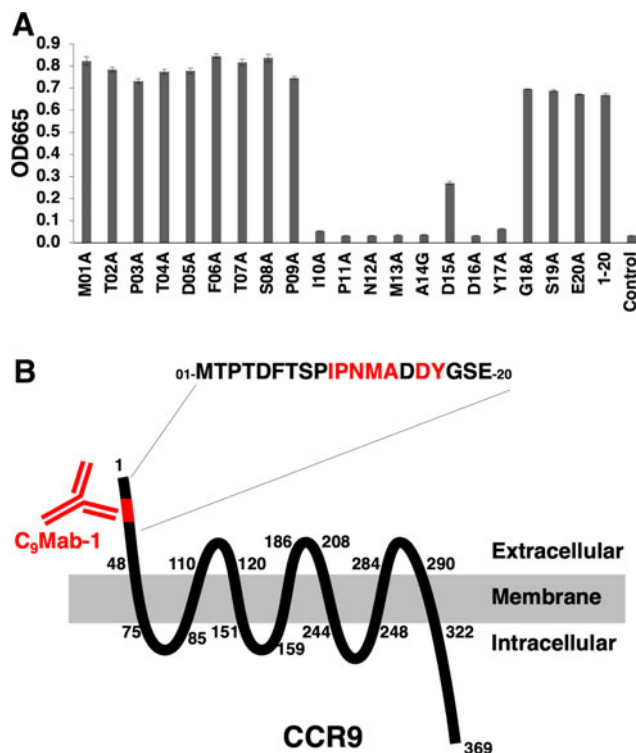 A
OD665
0.9
0.8
0.7
0.6
0.5
0.4
0.3
0.2
0.1
0.0
M01A
T02A
P03A
T04A
D05A
F06A
T07A
S08A
P09A
I10A
P11A
N12A
M13A
A14G
D15A
D16A
Y17A
G18A
S19A
E20A
1-20
Control
B
01-MTPTDFTSPIPNMADDYGSE-20
1
C9Mab-1
48 110 120 186 208 284 290
Extracellular
Membrane
75 85 151 159 244 248 322
Intracellular
CCR9
369